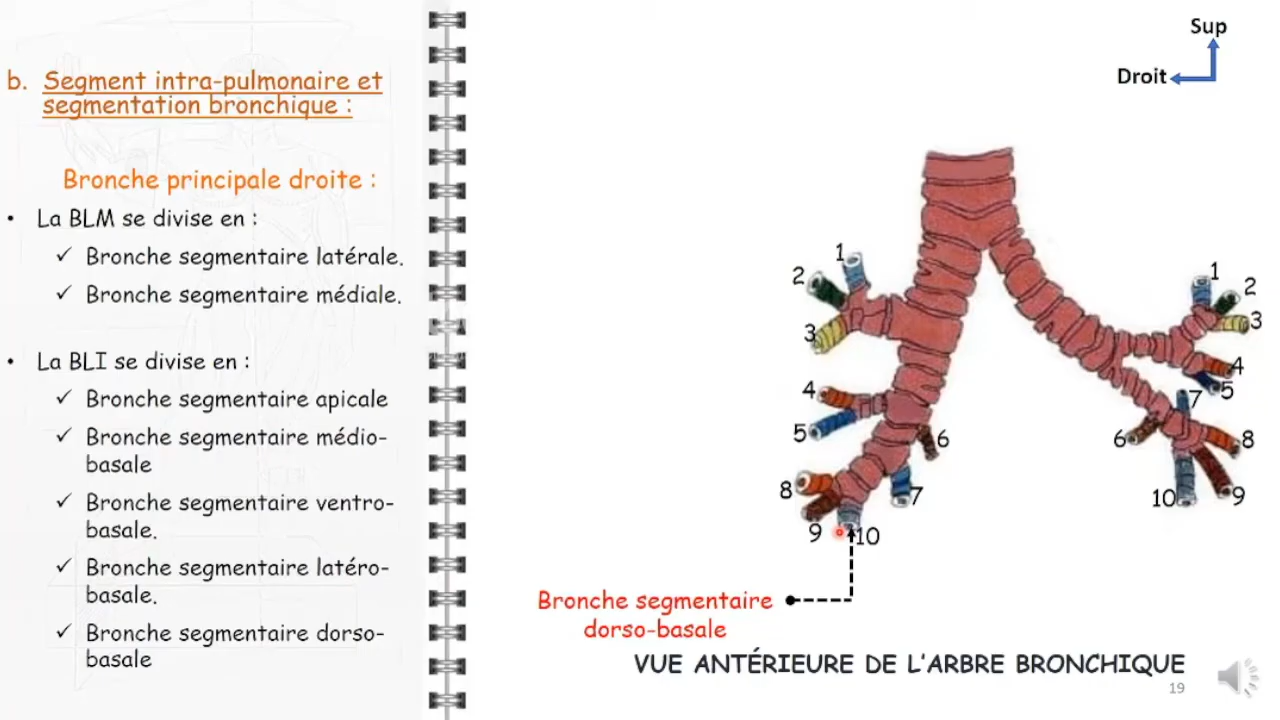 b. Segment intra-pulmonaire et
segmentation bronchique :
Bronche principale droite :
• La BLM se divise en :
✓ Bronche segmentaire latérale.
✓ Bronche segmentaire médiale.
• La BLI se divise en :
✓ Bronche segmentaire apicale
✓ Bronche segmentaire médio-
basale
✓ Bronche segmentaire ventro-
basale.
✓ Bronche segmentaire latéro-
basale.
✓ Bronche segmentaire dorso-
basale
Sup
Droit
1
2
3
4
5
6
8
7
9
10
1
2
3
4
5
7
6
8
10
9
Bronche segmentaire
dorso-basale
VUE ANTÉRIEURE DE L'ARBRE BRONCHIQUE
19